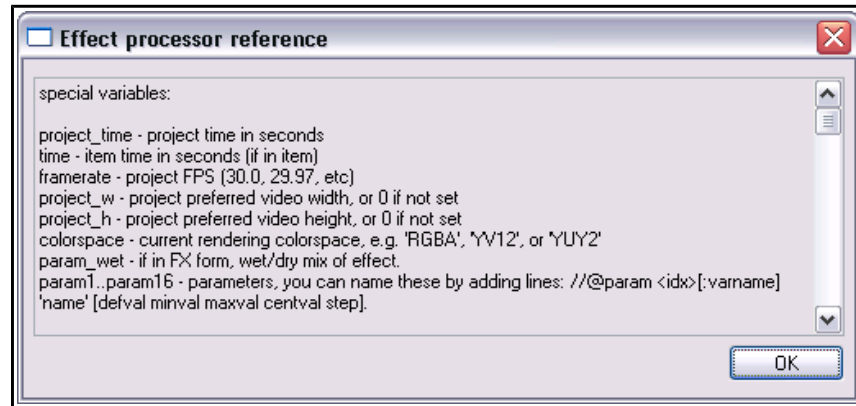 Effect processor reference
special variables:
project_time - project time in seconds
time - item time in seconds (if in item)
framerate - project FPS (30.0, 29.97, etc)
project_w - project preferred video width, or 0 if not set
project_h - project preferred video height, or 0 if not set
colorspace - current rendering colorspace, e.g. 'RGBA', 'YV12', or 'YUY2'
param_wet - if in FX form, wet/dry mix of effect.
param1..param16 - parameters, you can name these by adding lines: //@param <idx>[:varname]
'name' [defval minval maxval centval step].
OK